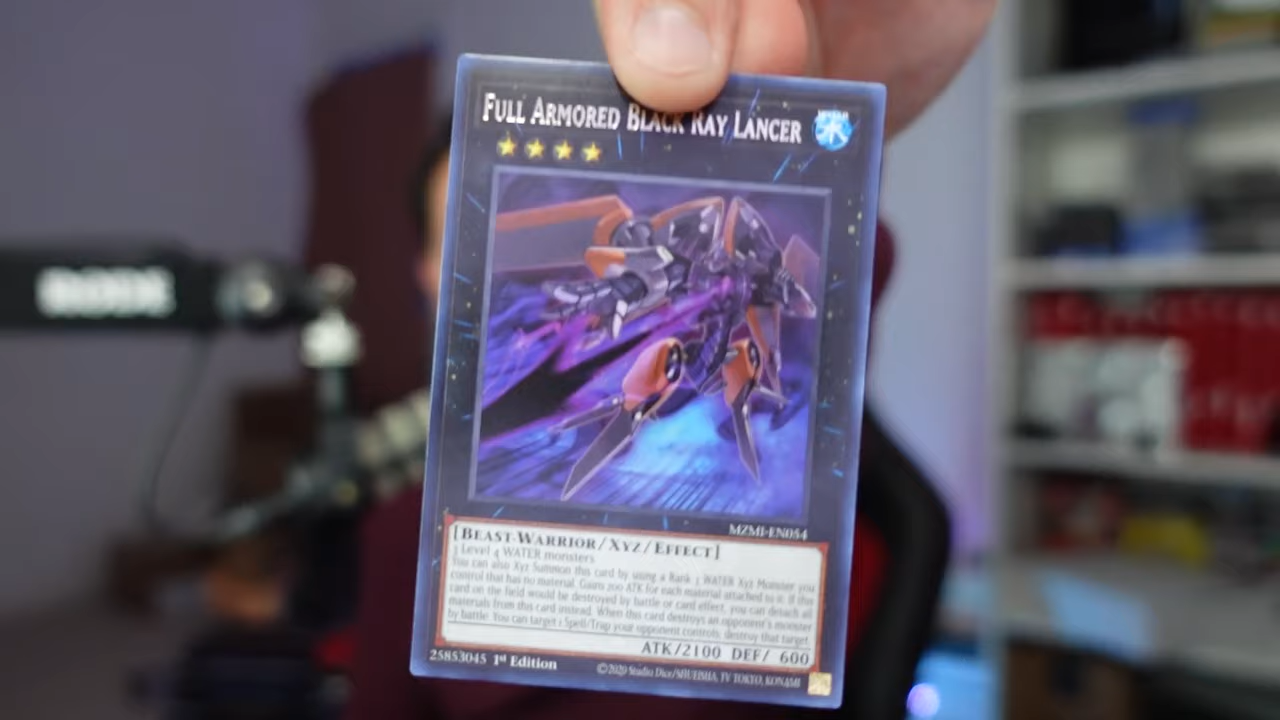 FULL ARMORED BLACK RAY LANCER
WATER
水
RODE
MZMI-EN054
[BEAST-WARRIOR/XYZ/EFFECT]
3 Level 4 WATER monsters
You can also Xyz Summon this card by using a Rank 3 WATER Xyz Monster you
control that has no material. Gains 200 ATK for each material attached to it. If this
card on the field would be destroyed by battle or card effect, you can detach all
materials from this card instead. When this card destroys an opponent's monster
by battle: You can target 1 Spell/Trap your opponent controls; destroy that target.
ATK/2100 DEF/ 600
25853045 1st Edition
©2020 Studio Dice/SHUEISHA, TV TOKYO, KONAMI